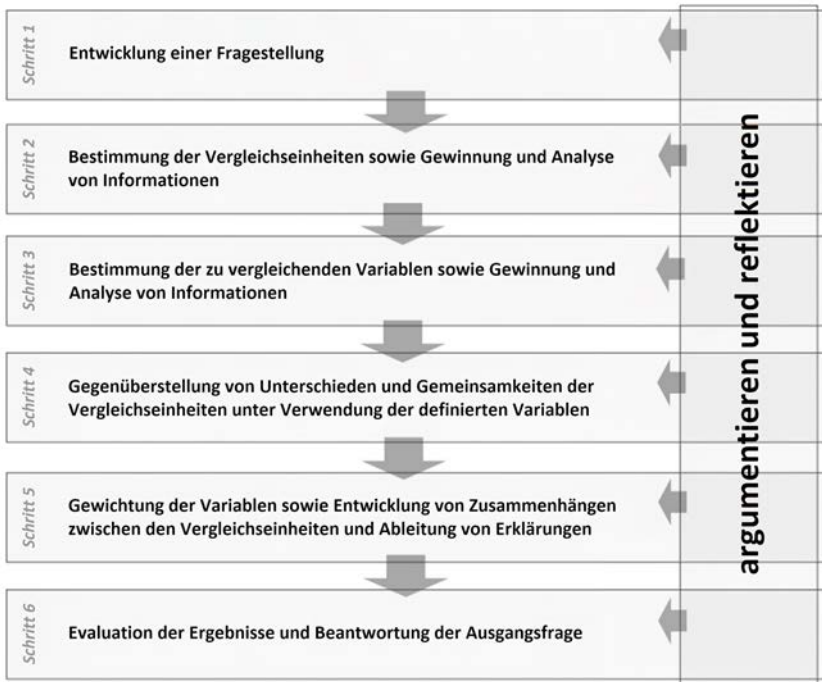 Schritt 1
Entwicklung einer Fragestellung
Schritt 2
Bestimmung der Vergleichseinheiten sowie Gewinnung und Analyse
von Informationen
Schritt 3
Bestimmung der zu vergleichenden Variablen sowie Gewinnung und
Analyse von Informationen
Schritt 4
Gegenüberstellung von Unterschieden und Gemeinsamkeiten der
Vergleichseinheiten unter Verwendung der definierten Variablen
Schritt 5
Gewichtung der Variablen sowie Entwicklung von Zusammenhängen
zwischen den Vergleichseinheiten und Ableitung von Erklärungen
Schritt 6
Evaluation der Ergebnisse und Beantwortung der Ausgangsfrage
argumentieren und reflektieren